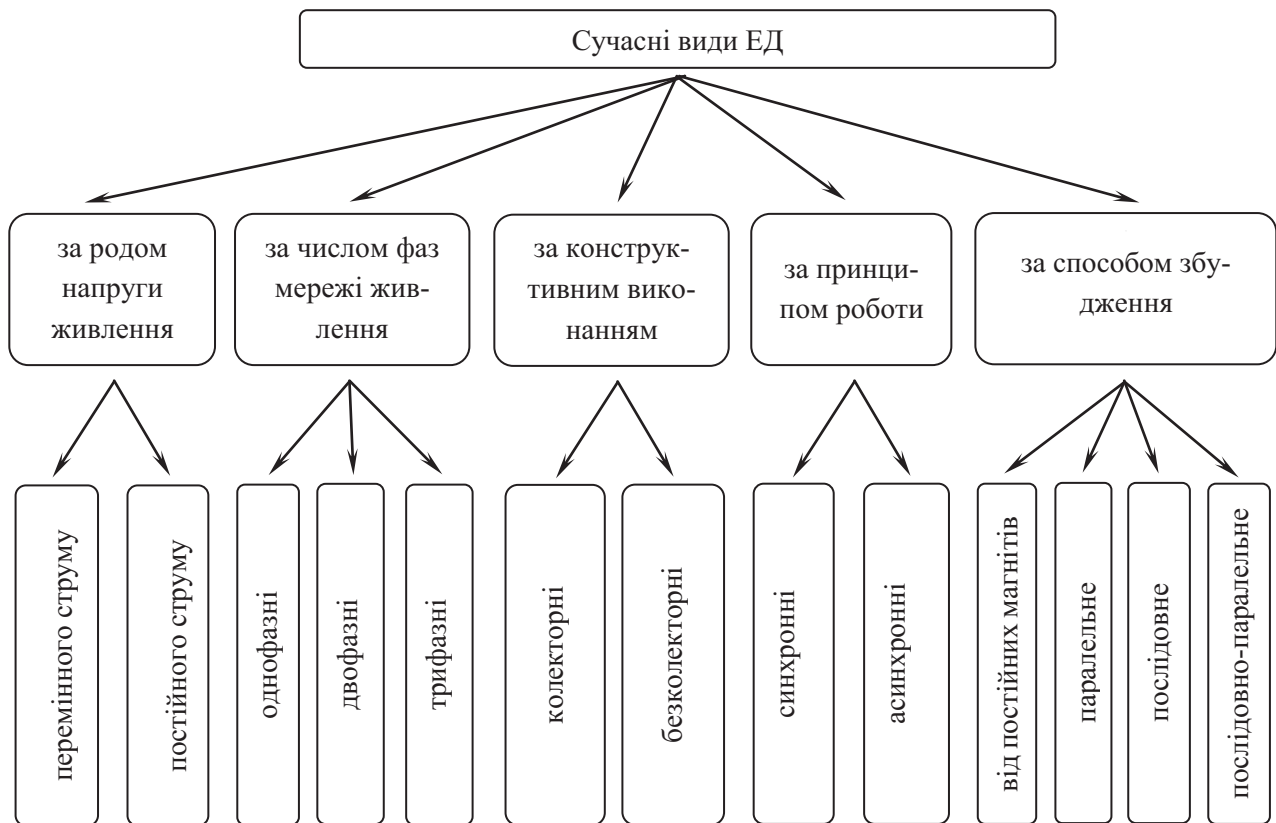 Сучасні види ЕД
за родом
напруги
живлення
за числом фаз
мережі жив-
лення
за конструк-
тивним вико-
нанням
за принци-
пом роботи
за способом збу-
дження
перемінного струму
постійного струму
однофазні
двофазні
трифазні
колекторні
безколекторні
синхронні
асинхронні
від постійних магнітів
паралельне
послідовне
послідовно-паралельне